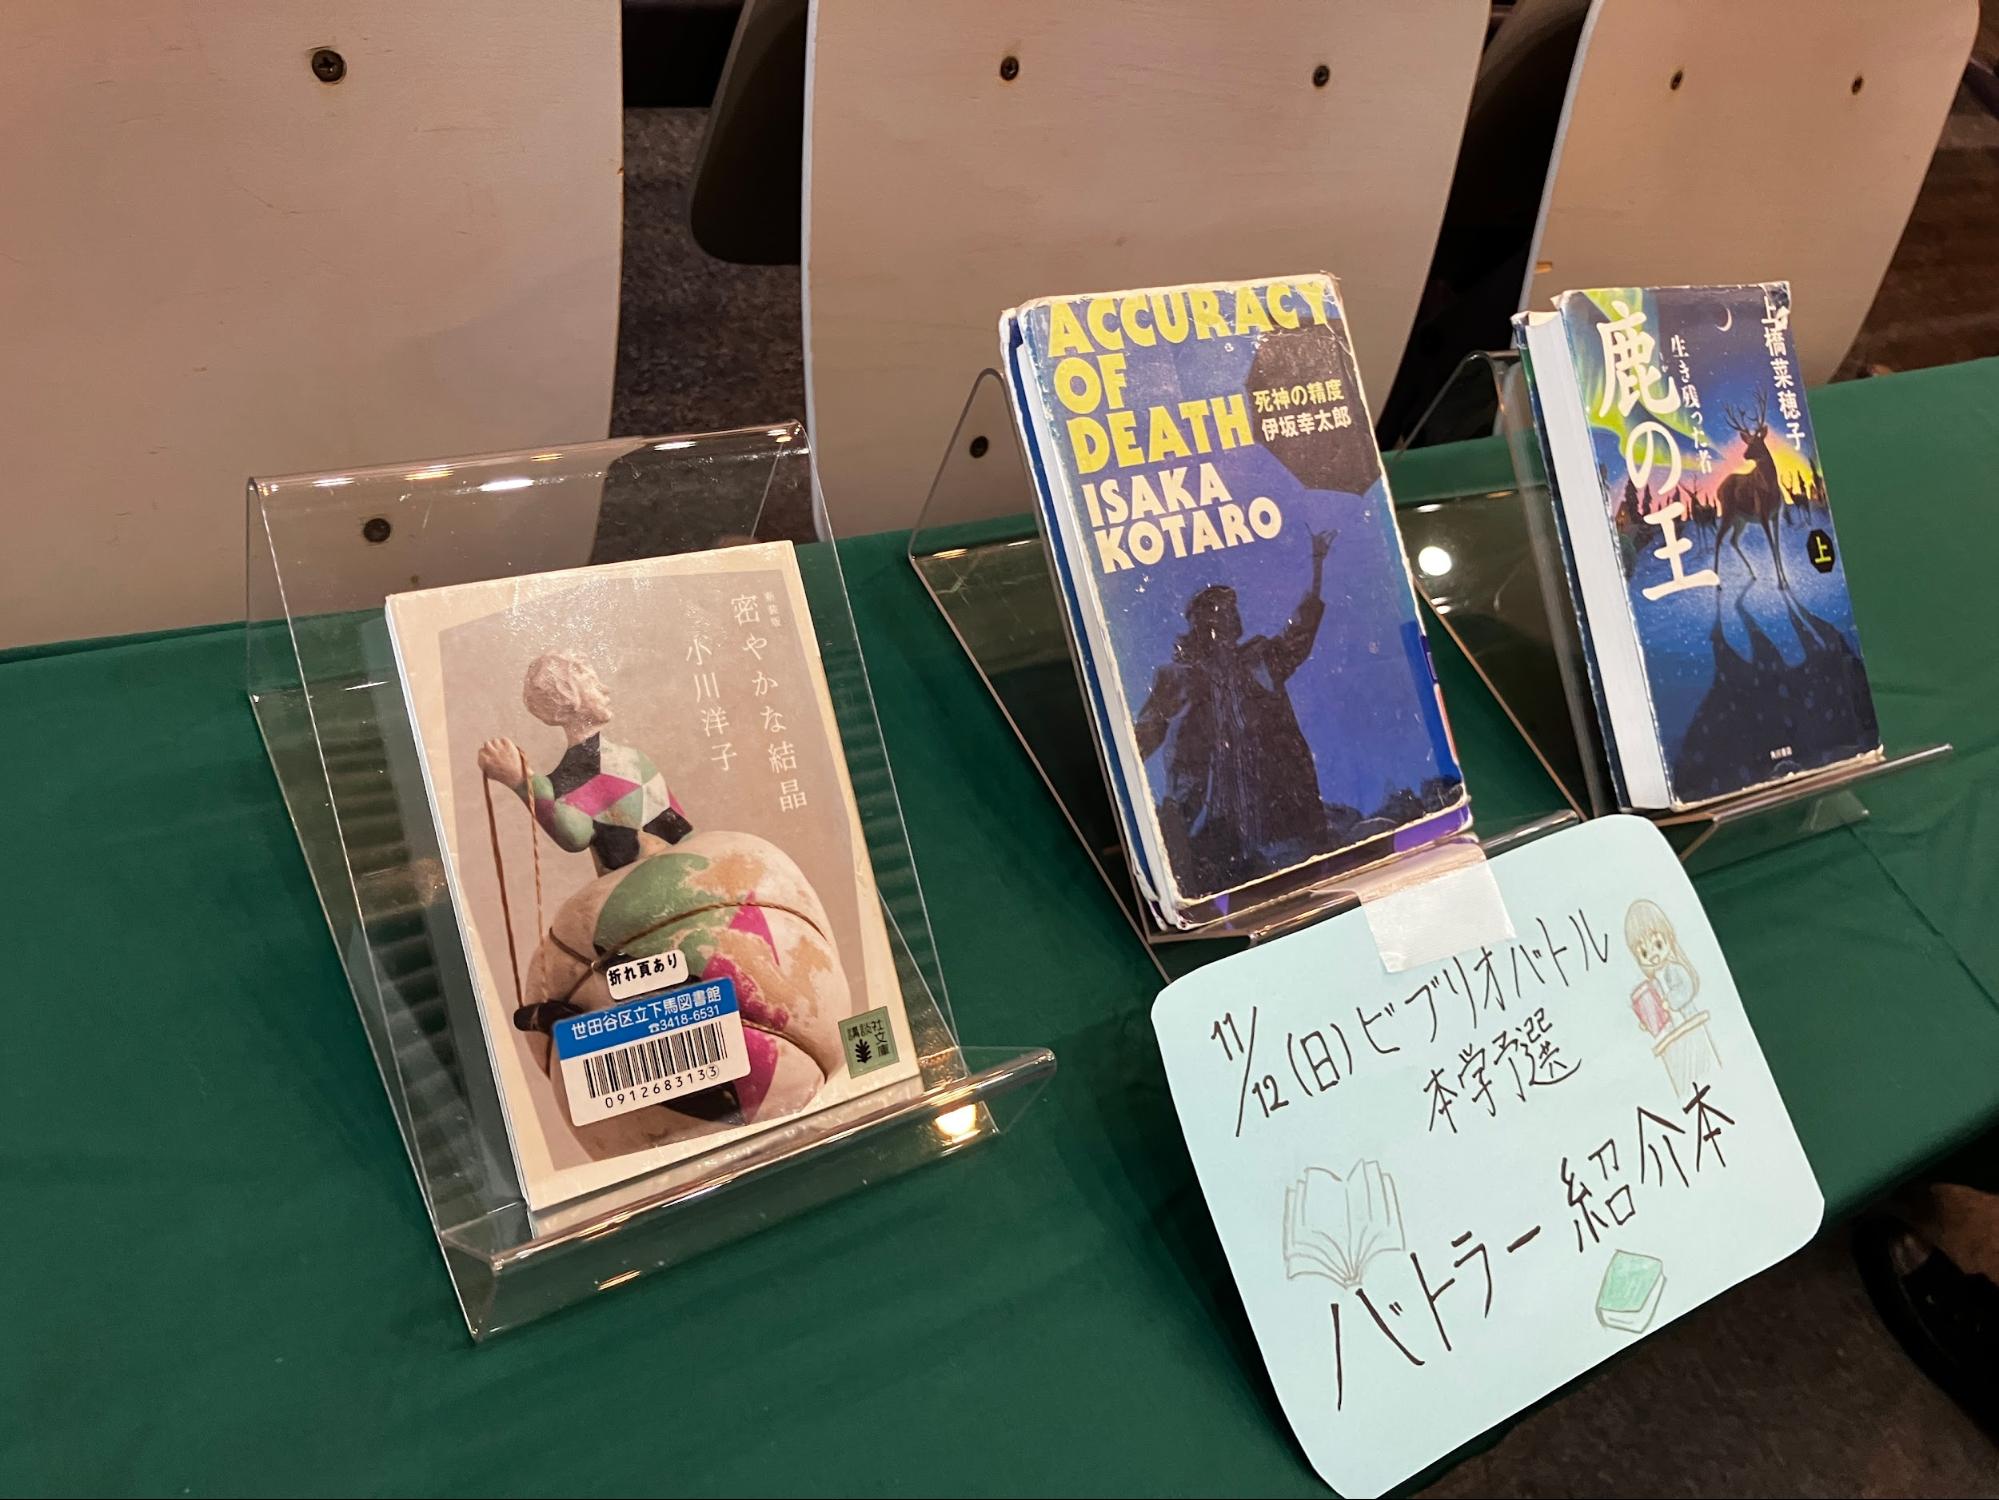 新装版
密やかな結晶
小川洋子
折れ頁あり
世田谷区立下馬図書館
☎3418-6531
0912683133
講談社
文庫
ACCURACY
OF
DEATH
死神の精度
伊坂幸太郎
ISAKA
KOTARO
上橋菜穂子
生き残った者
鹿の王
上
角川書店
11/12(日)ビブリオバトル
本学予選
バトラー紹介本